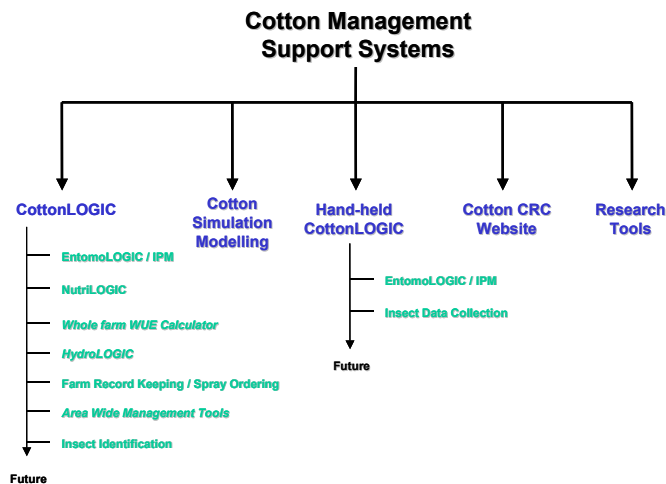 Cotton Management
Support Systems
CottonLOGIC
Cotton
Simulation
Modelling
Hand-held
CottonLOGIC
Cotton CRC
Website
Research
Tools
EntomoLOGIC / IPM
NutriLOGIC
Whole farm WUE Calculator
HydroLOGIC
Farm Record Keeping / Spray Ordering
Area Wide Management Tools
Insect Identification
Future
EntomoLOGIC / IPM
Insect Data Collection
Future